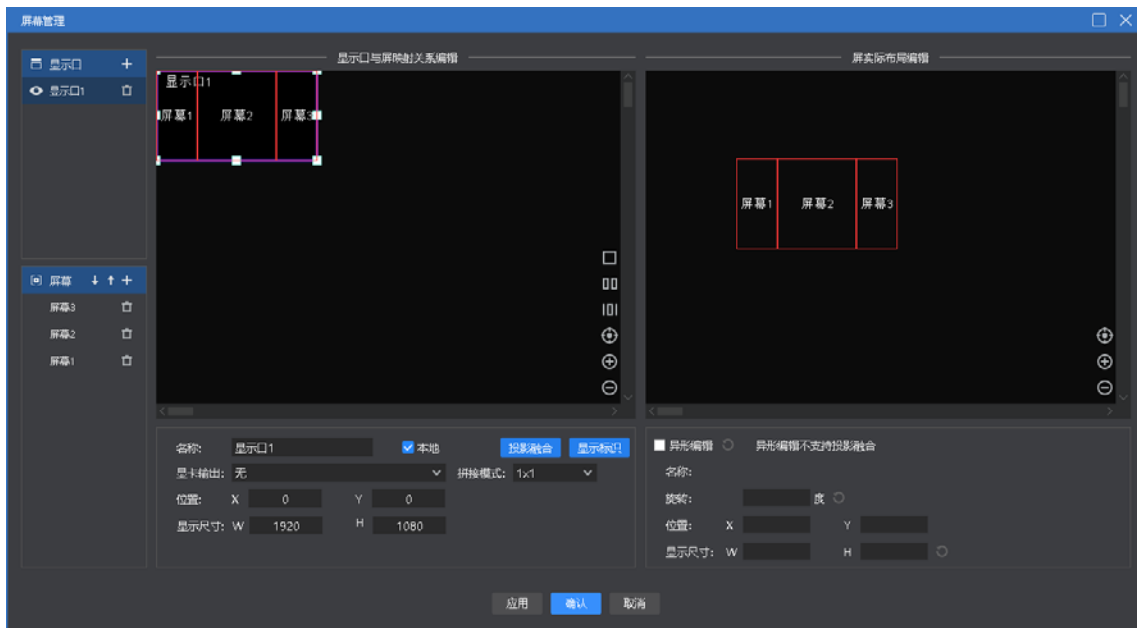 屏幕管理
显示口
显示口1
屏幕
屏幕3
屏幕2
屏幕1
显示口与屏映射关系编辑
显示口1
屏幕1 屏幕2 屏幕3
名称: 显示口1 本地 投影融合 显示标识
显卡输出: 无 拼接模式: 1x1
位置: X 0 Y 0
显示尺寸: W 1920 H 1080
屏实际布局编辑
屏幕1 屏幕2 屏幕3
异形编辑 异形编辑不支持投影融合
名称:
旋转: 度
位置: X Y
显示尺寸: W H
应用 确认 取消